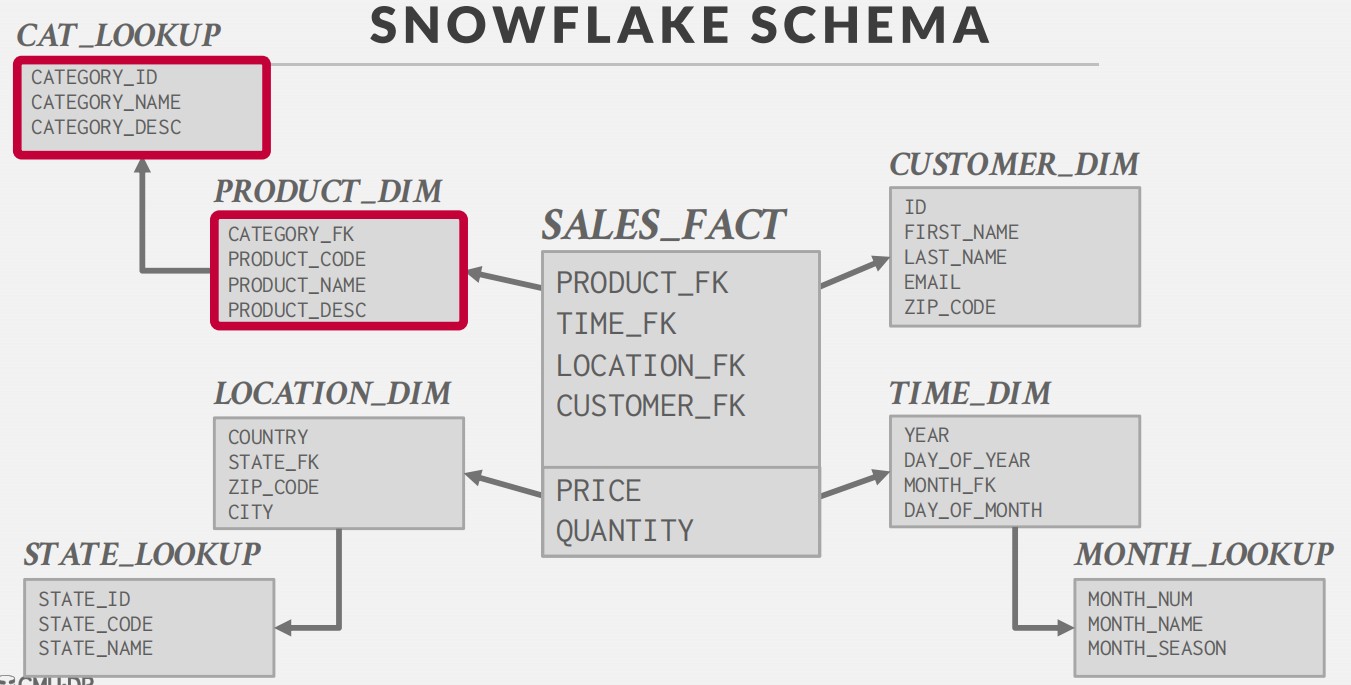 SNOWFLAKE SCHEMA
CAT_LOOKUP
CATEGORY_ID
CATEGORY_NAME
CATEGORY_DESC
PRODUCT_DIM
CATEGORY_FK
PRODUCT_CODE
PRODUCT_NAME
PRODUCT_DESC
SALES_FACT
PRODUCT_FK
TIME_FK
LOCATION_FK
CUSTOMER_FK
PRICE
QUANTITY
CUSTOMER_DIM
ID
FIRST_NAME
LAST_NAME
EMAIL
ZIP_CODE
LOCATION_DIM
COUNTRY
STATE_FK
ZIP_CODE
CITY
TIME_DIM
YEAR
DAY_OF_YEAR
MONTH_FK
DAY_OF_MONTH
STATE_LOOKUP
STATE_ID
STATE_CODE
STATE_NAME
MONTH_LOOKUP
MONTH_NUM
MONTH_NAME
MONTH_SEASON